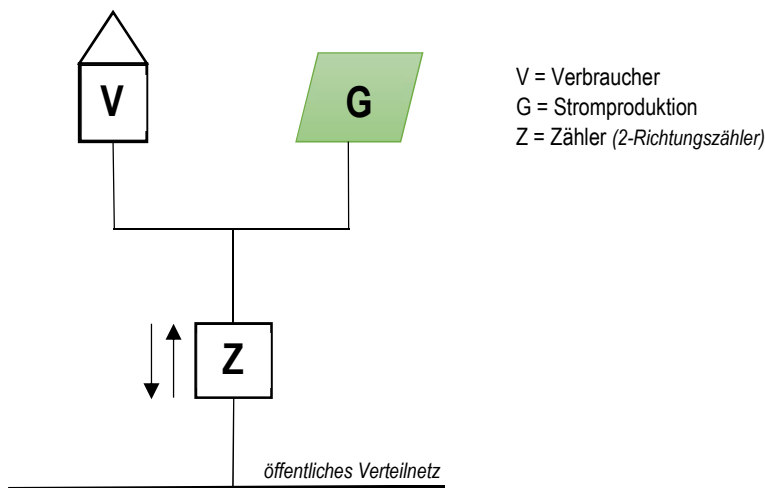 V
G
V = Verbraucher
G = Stromproduktion
Z = Zähler (2-Richtungszähler)
Z
öffentliches Verteilnetz